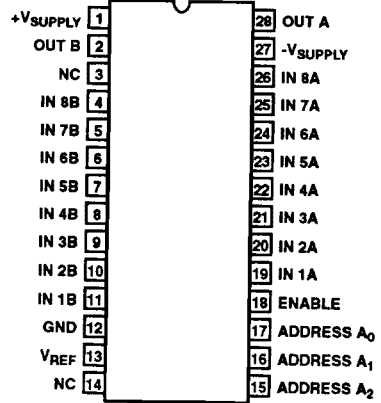 +VSUPPLY 1
OUT B 2
NC 3
IN 8B 4
IN 7B 5
IN 6B 6
IN 5B 7
IN 4B 8
IN 3B 9
IN 2B 10
IN 1B 11
GND 12
VREF 13
NC 14
28 OUT A
27 -VSUPPLY
26 IN 8A
25 IN 7A
24 IN 6A
23 IN 5A
22 IN 4A
21 IN 3A
20 IN 2A
19 IN 1A
18 ENABLE
17 ADDRESS A0
16 ADDRESS A1
15 ADDRESS A2